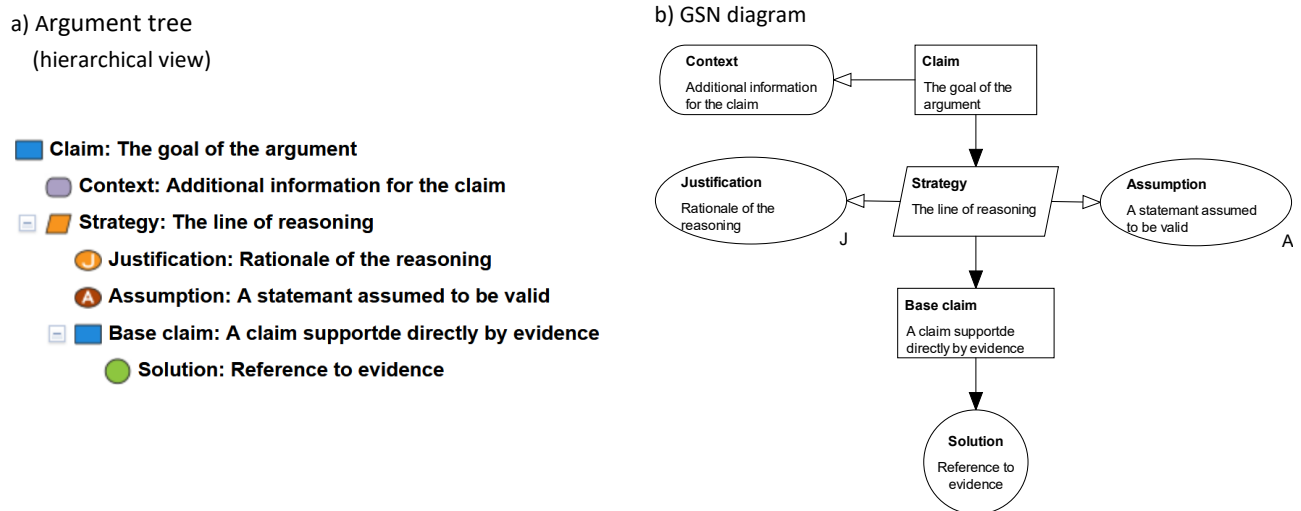 a) Argument tree
(hierarchical view)
Claim: The goal of the argument
Context: Additional information for the claim
Strategy: The line of reasoning
J
Justification: Rationale of the reasoning
A
Assumption: A statemant assumed to be valid
Base claim: A claim supportde directly by evidence
Solution: Reference to evidence
b) GSN diagram
Context
Additional information
for the claim
Claim
The goal of the
argument
Justification
Rationale of the
reasoning
J
Strategy
The line of reasoning
Assumption
A statemant assumed
to be valid
A
Base claim
A claim supportde
directly by evidence
Solution
Reference to
evidence